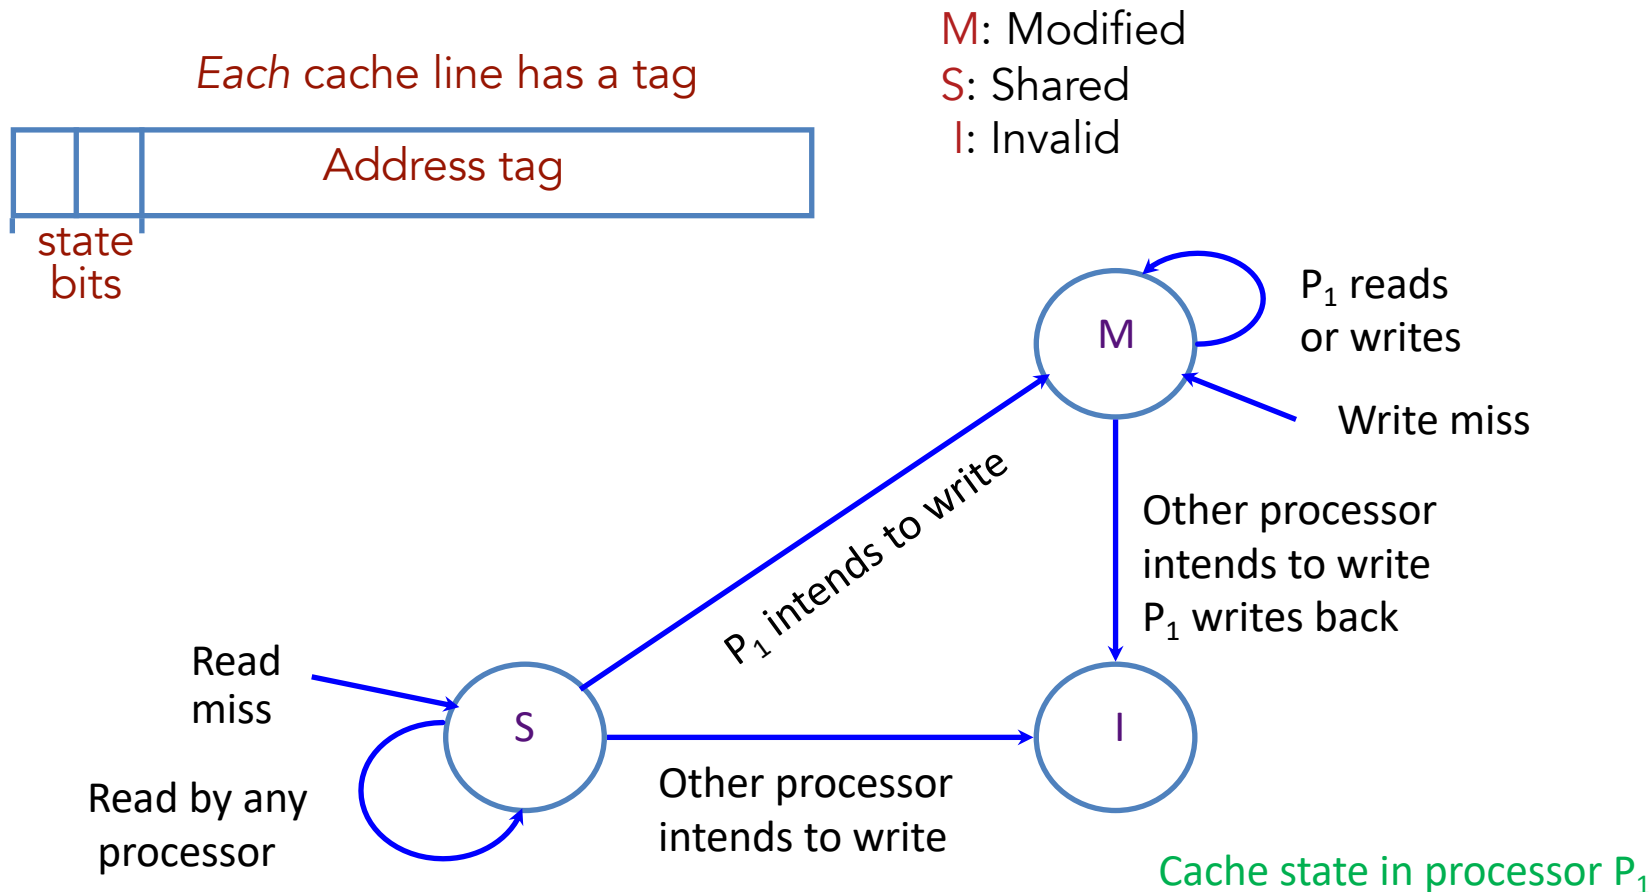 Each cache line has a tag
Address tag
state
bits
M: Modified
S: Shared
I: Invalid
M
P₁ reads
or writes
Write miss
P₁ intends to write
Other processor
intends to write
P₁ writes back
Read
miss
S
I
Read by any
processor
Other processor
intends to write
Cache state in processor P₁